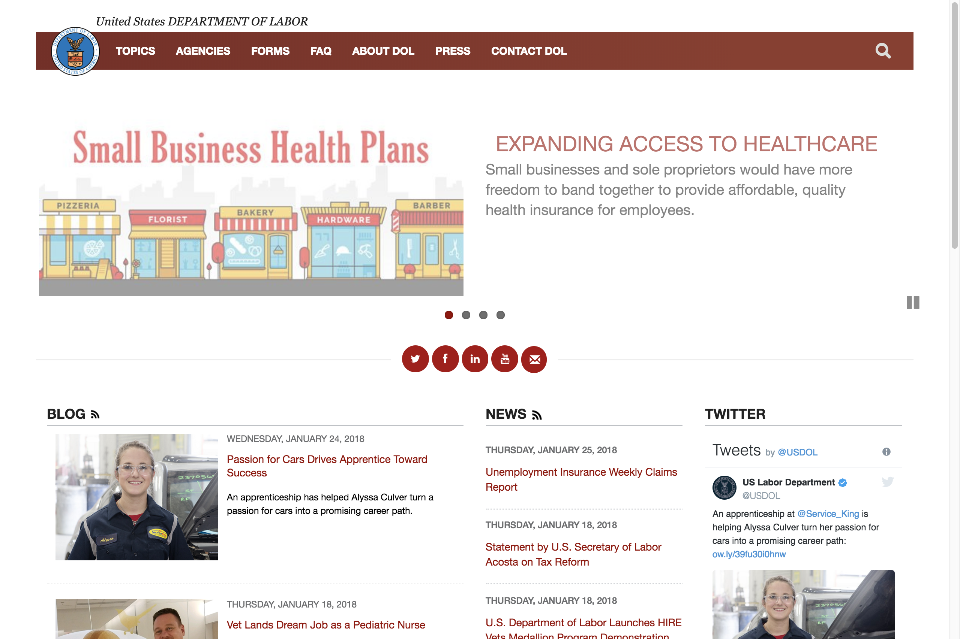 United States DEPARTMENT OF LABOR
TOPICS AGENCIES FORMS FAQ ABOUT DOL PRESS CONTACT DOL
Small Business Health Plans
PIZZERIA
FLORIST
BAKERY
HARDWARE
BARBER
EXPANDING ACCESS TO HEALTHCARE
Small businesses and sole proprietors would have more
freedom to band together to provide affordable, quality
health insurance for employees.
BLOG
WEDNESDAY, JANUARY 24, 2018
Passion for Cars Drives Apprentice Toward
Success
An apprenticeship has helped Alyssa Culver turn a
passion for cars into a promising career path.
THURSDAY, JANUARY 18, 2018
Vet Lands Dream Job as a Pediatric Nurse
NEWS
THURSDAY, JANUARY 25, 2018
Unemployment Insurance Weekly Claims
Report
THURSDAY, JANUARY 18, 2018
Statement by U.S. Secretary of Labor
Acosta on Tax Reform
THURSDAY, JANUARY 18, 2018
U.S. Department of Labor Launches HIRE
Vets Medallion Program Demonstration
TWITTER
Tweets by @USDOL
US Labor Department
@USDOL
An apprenticeship at @Service_King is
helping Alyssa Culver turn her passion for
cars into a promising career path:
ow.ly/39fu30i0hnw